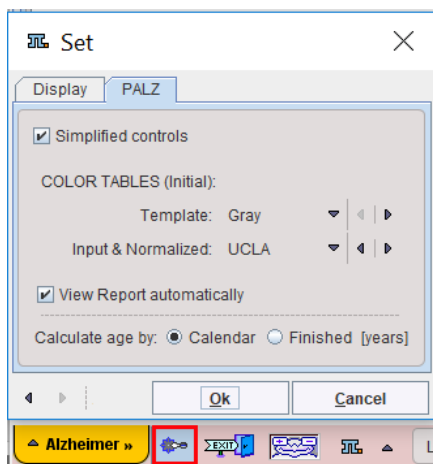 Set
Display PALZ
Simplified controls
COLOR TABLES (Initial):
Template: Gray
Input & Normalized: UCLA
View Report automatically
Calculate age by: Calendar Finished [years]
Ok Cancel
Alzheimer » EXIT L